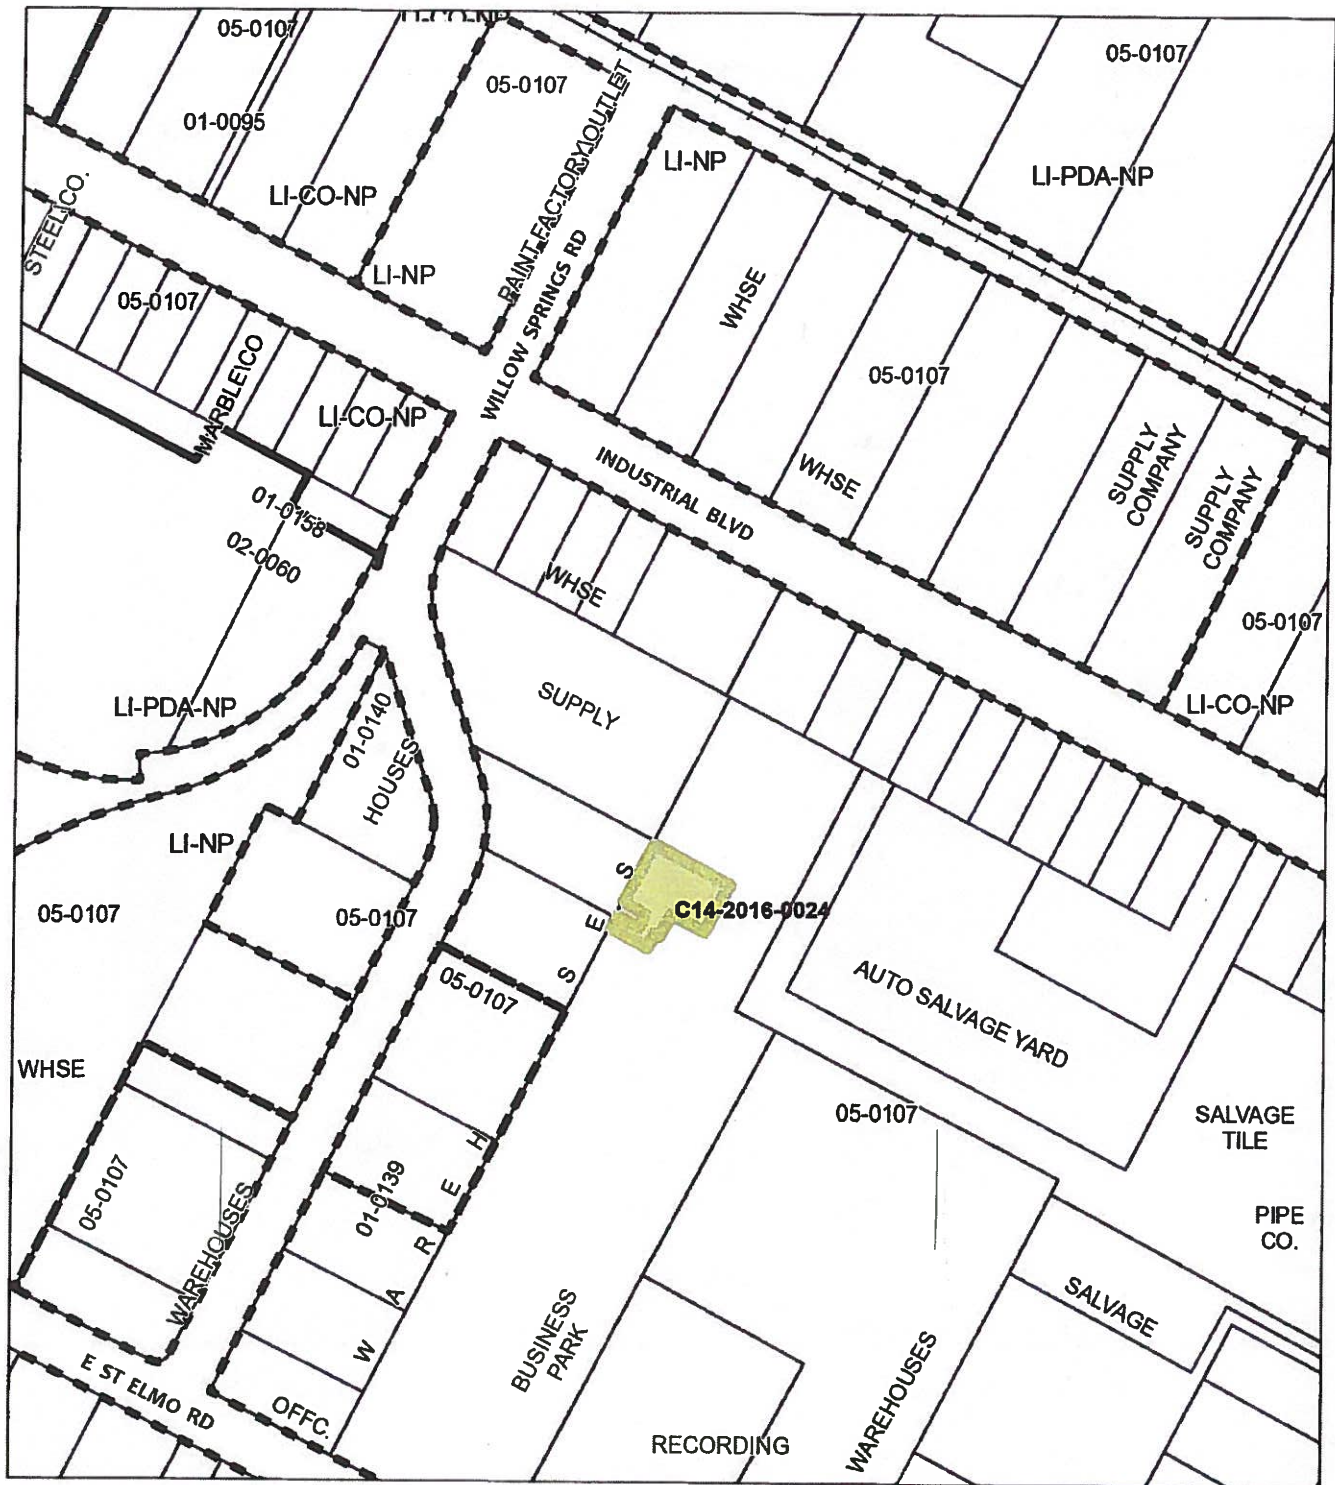 LI-CO-NP
05-0107
05-0107
05-0107
01-0095
PAINT FACTORY/OUTLET
LI-NP
LI-PDA-NP
LI-CO-NP
STEEL CO.
WILLOW SPRINGS RD
LI-NP
05-0107
WHSE
MARBLE CO
05-0107
LI-CO-NP
INDUSTRIAL BLVD
WHSE
SUPPLY
COMPANY
SUPPLY
COMPANY
01-0158
02-0060
WHSE
05-0107
LI-PDA-NP
SUPPLY
LI-CO-NP
01-0140
HOUSES
LI-NP
05-0107
05-0107
C14-2016-0024
05-0107
AUTO SALVAGE YARD
WHSE
05-0107
SALVAGE
TILE
05-0107
01-0139
WAREHOUSES
WAREHSES
PIPE
CO.
BUSINESS
PARK
SALVAGE
E ST ELMO RD
OFFC.
RECORDING
WAREHOUSES